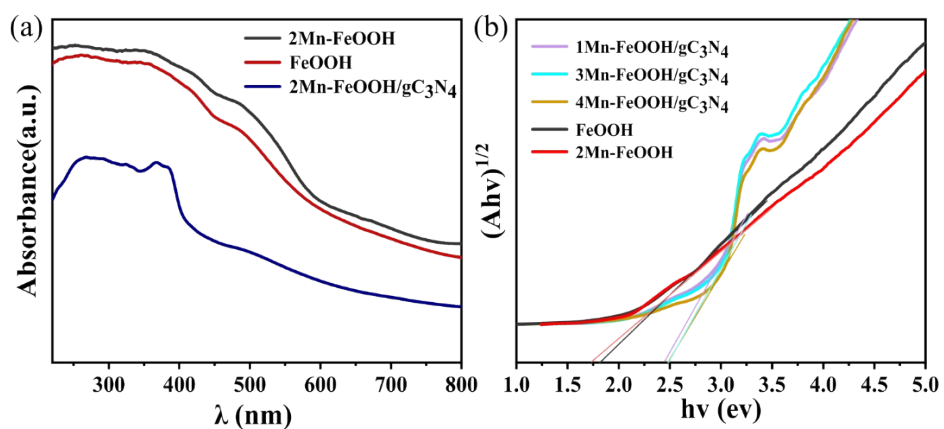 (a)
2Mn-FeOOH
FeOOH
2Mn-FeOOH/gC3N4
Absorbance(a.u.)
300 400 500 600 700 800
λ (nm)
(b)
1Mn-FeOOH/gC3N4
3Mn-FeOOH/gC3N4
4Mn-FeOOH/gC3N4
FeOOH
2Mn-FeOOH
(Ahv)1/2
1.0 1.5 2.0 2.5 3.0 3.5 4.0 4.5 5.0
hv (ev)